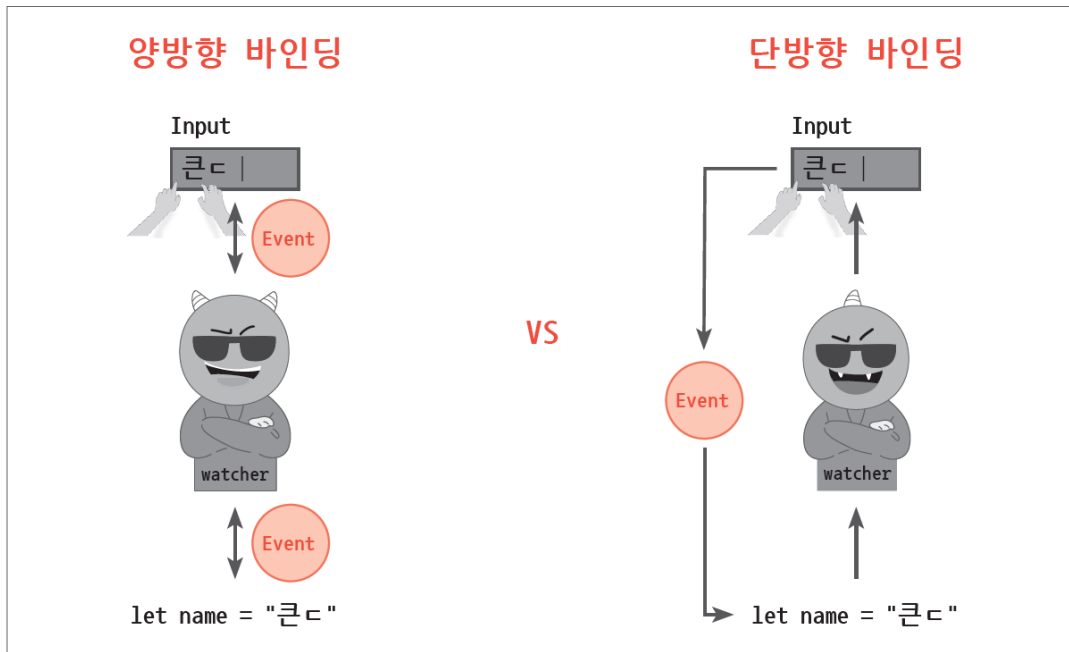 양방향 바인딩
Input
큰ㄷ
Event
watcher
Event
let name = "큰ㄷ"
VS
단방향 바인딩
Input
큰ㄷ
Event
watcher
let name = "큰ㄷ"